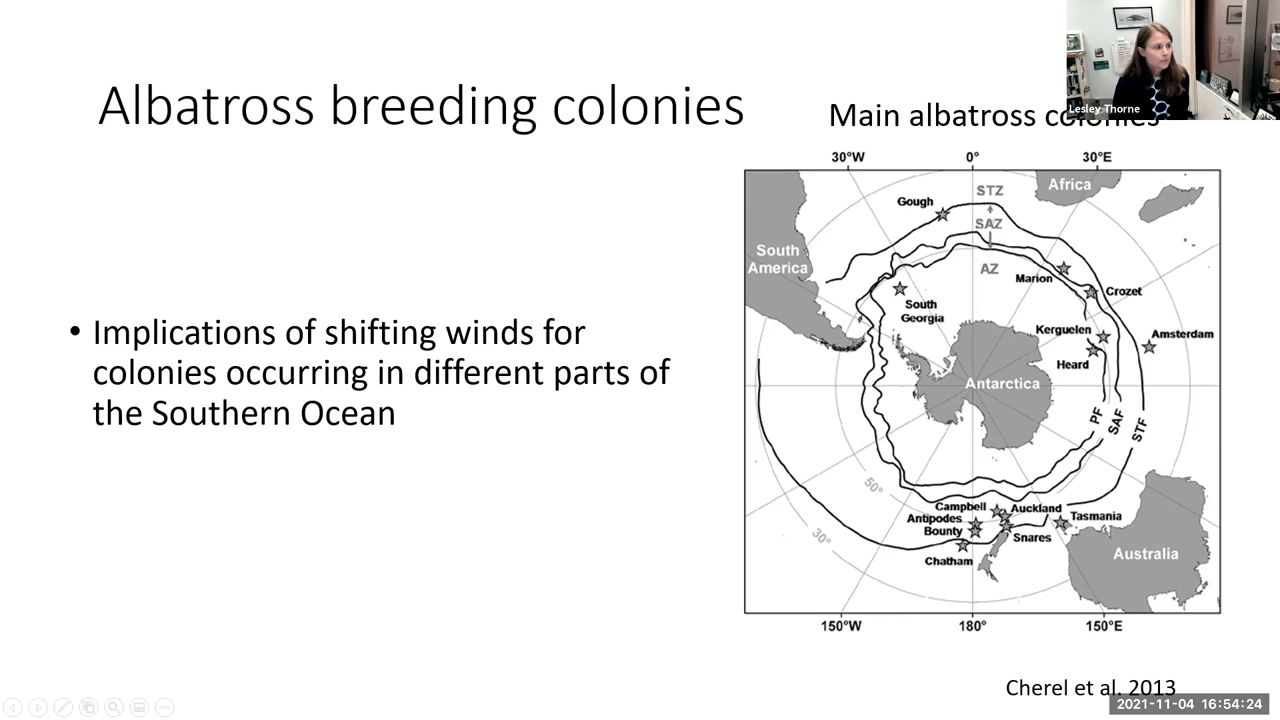 Lesley Thorne
Albatross breeding colonies
Main albatross colonies
• Implications of shifting winds for
colonies occurring in different parts of
the Southern Ocean
30°W 0° 30°E
STZ
Africa
Gough
SAZ
South
America
AZ
Marion
Crozet
South
Georgia
Kerguelen
Amsterdam
Heard
Antarctica
PF
SAF
STF
50°
30°
Campbell
Auckland
Antipodes
Tasmania
Bounty
Snares
Chatham
Australia
150°W 180° 150°E
Cherel et al. 2013
2021-11-04 16:54:24